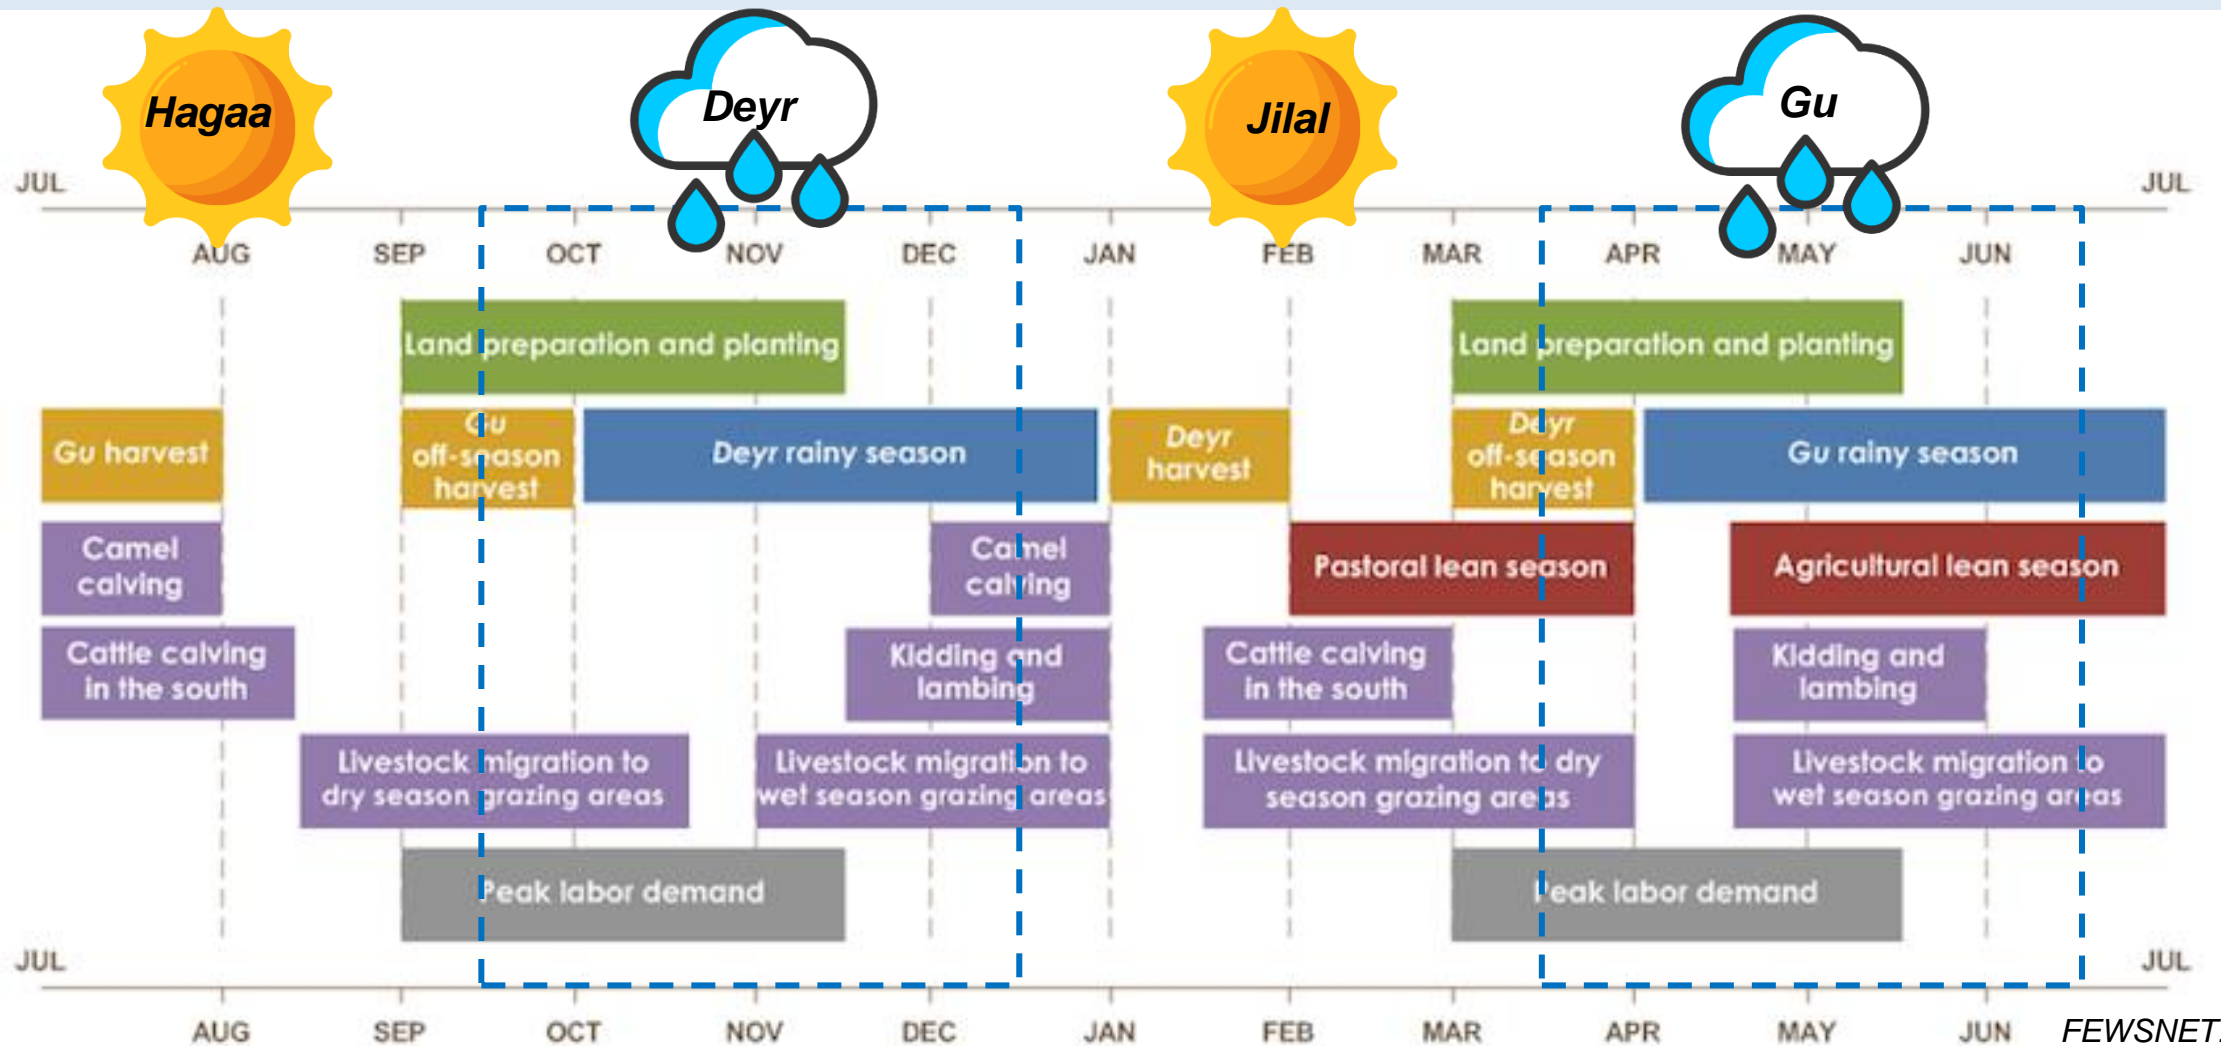 Hagaa
Deyr
Jilal
Gu
JUL
JUL
AUG
SEP
OCT
NOV
DEC
JAN
FEB
MAR
APR
MAY
JUN
Land preparation and planting
Land preparation and planting
Gu harvest
Gu
off-season
harvest
Deyr rainy season
Deyr
harvest
Deyr
off-season
harvest
Gu rainy season
Camel
calving
Camel
calving
Pastoral lean season
Agricultural lean season
Cattle calving
in the south
Kidding and
lambing
Cattle calving
in the south
Kidding and
lambing
Livestock migration to
dry season grazing areas
Livestock migration to
wet season grazing areas
Livestock migration to dry
season grazing areas
Livestock migration to
wet season grazing areas
Peak labor demand
Peak labor demand
JUL
JUL
AUG
SEP
OCT
NOV
DEC
JAN
FEB
MAR
APR
MAY
JUN
FEWSNET.